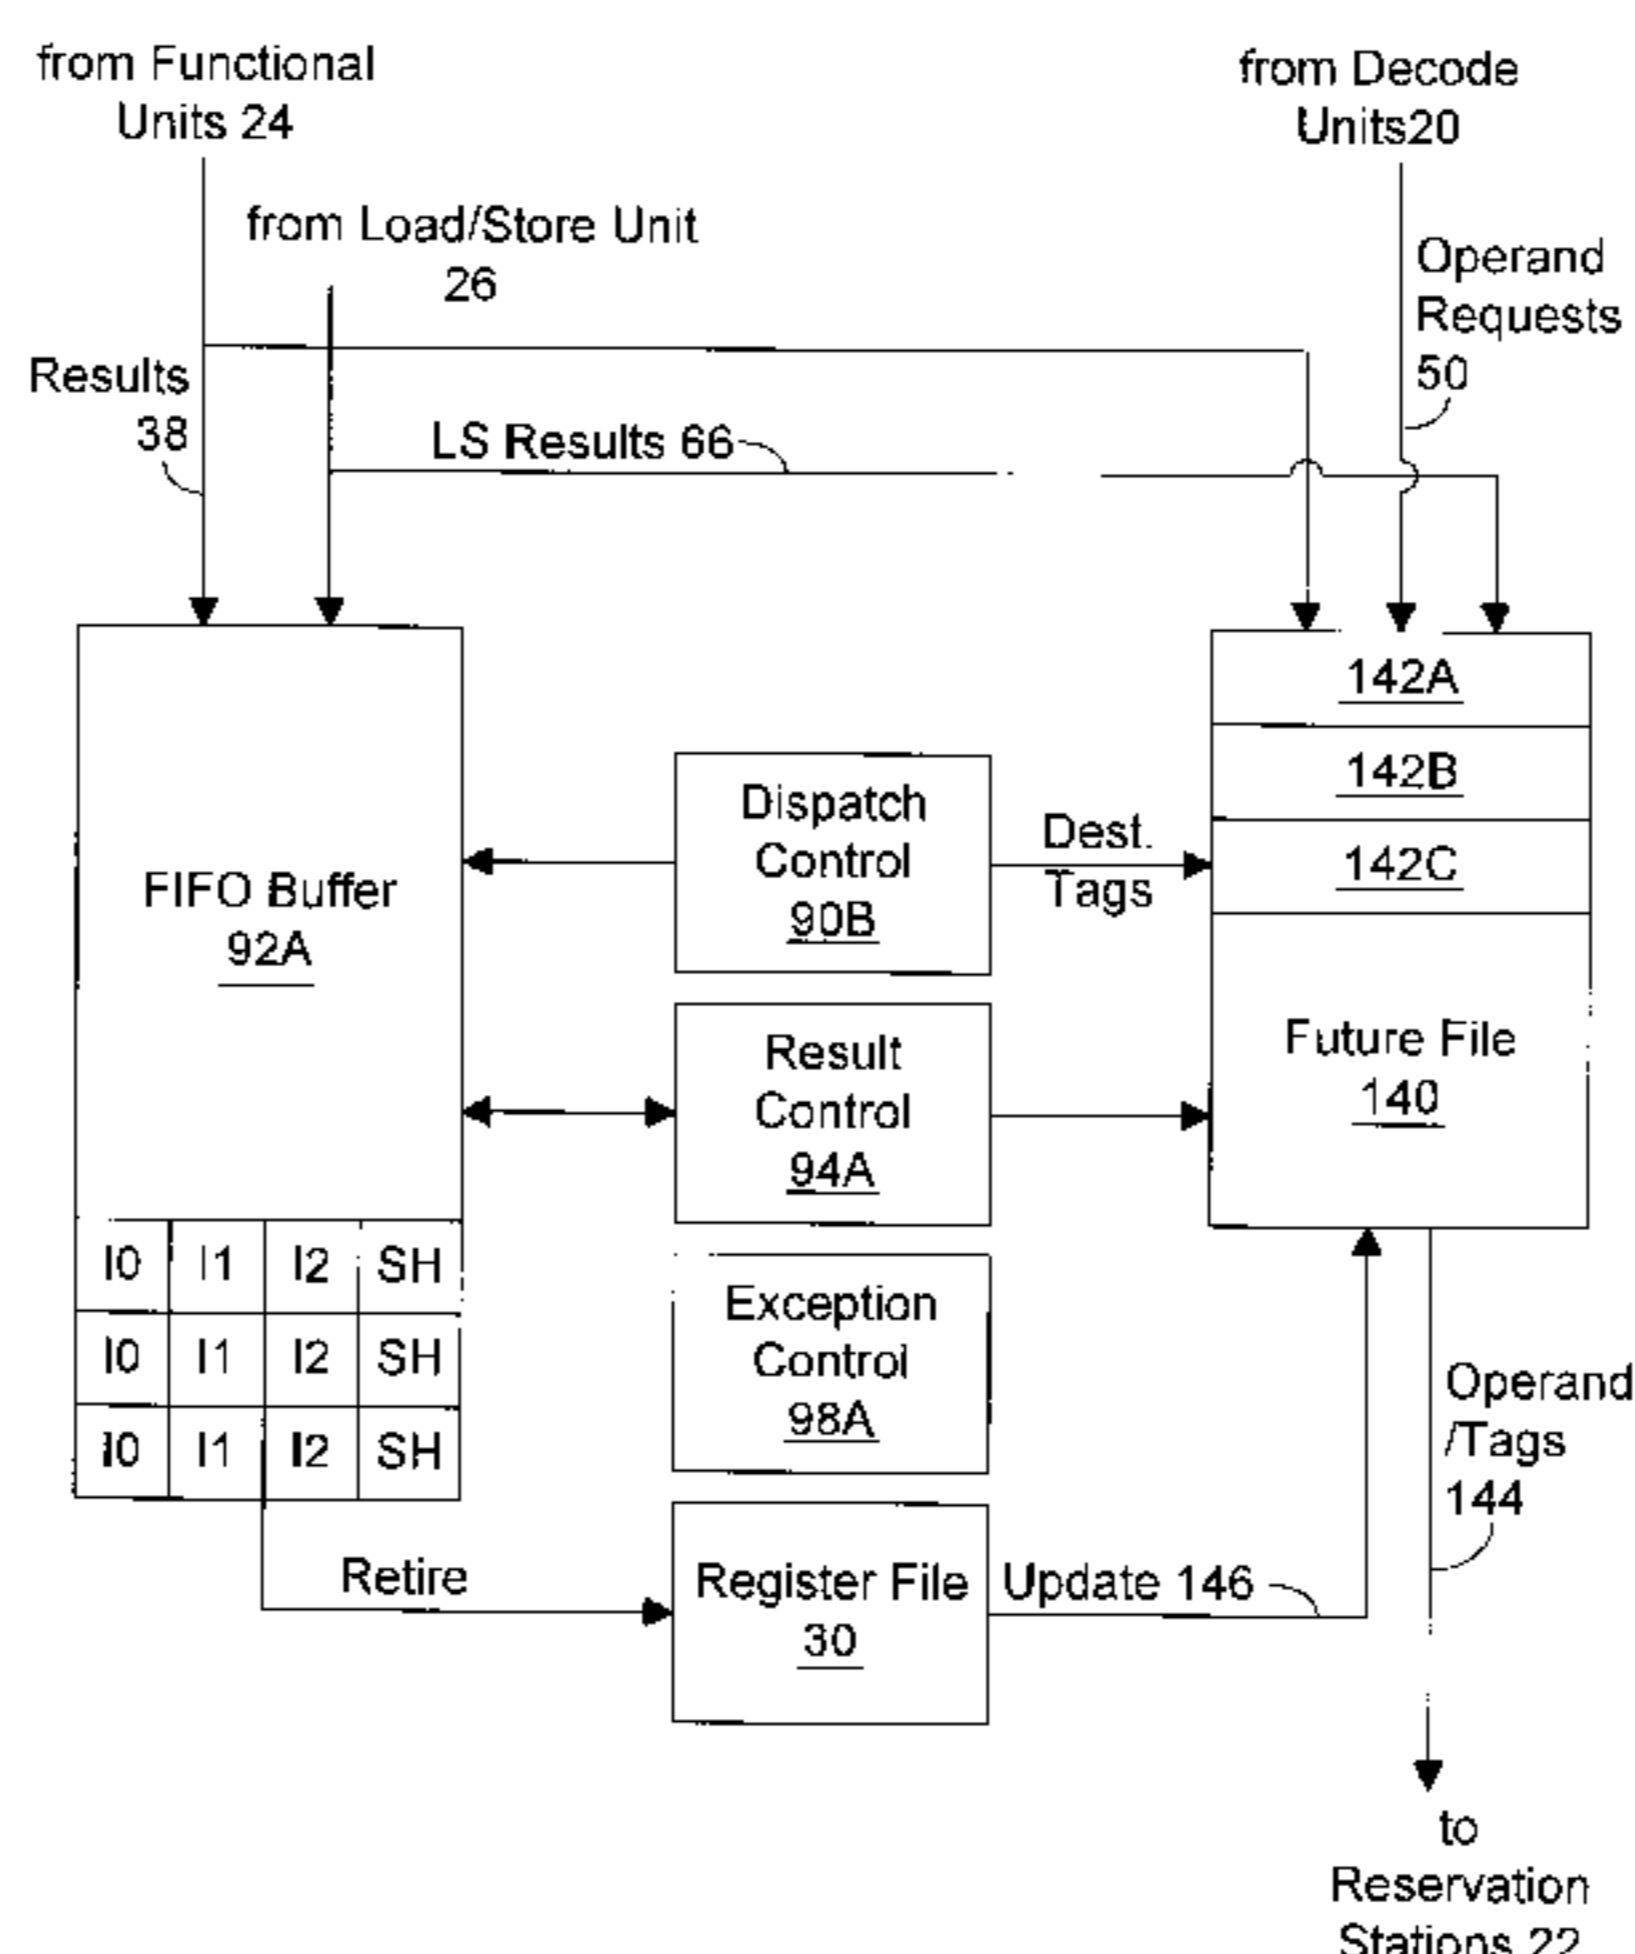 from Functional
Units 24
from Decode
Units20
from Load/Store Unit
26
Operand
Requests
50
Results
38
LS Results 66
142A
142B
142C
Dispatch
Control
90B
Dest.
Tags
FIFO Buffer
92A
Result
Control
94A
Future File
140
I0 I1 I2 SH
I0 I1 I2 SH
I0 I1 I2 SH
Exception
Control
98A
Operand
/Tags
144
Retire
Register File
30
Update 146
to
Reservation
Stations 22